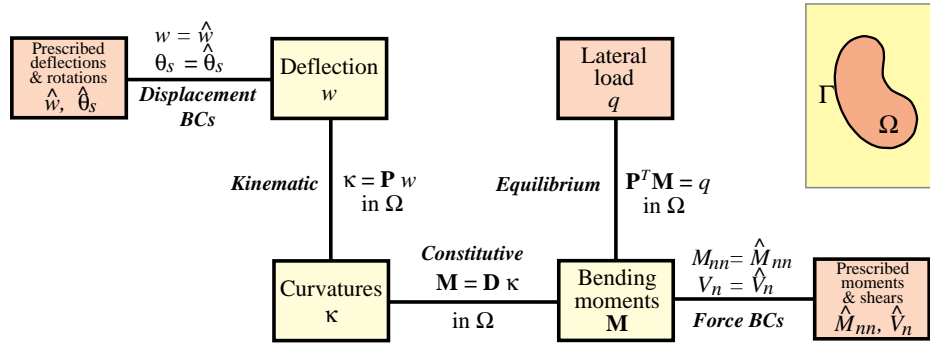 Prescribed
deflections
& rotations
ŵ, θ̂ₛ
w = ŵ
θₛ = θ̂ₛ
Displacement
BCs
Deflection
w
Lateral
load
q
Γ
Ω
Kinematic
κ = P w
in Ω
Equilibrium
PᵀM = q
in Ω
Curvatures
κ
Constitutive
M = D κ
in Ω
Bending
moments
M
Mₙₙ = M̂ₙₙ
Vₙ = V̂ₙ
Force BCs
Prescribed
moments
& shears
M̂ₙₙ, V̂ₙ